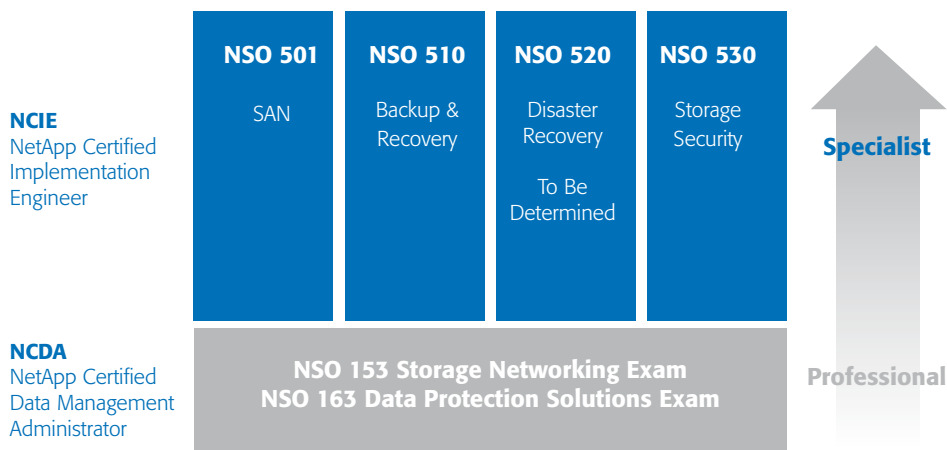 NSO 501
SAN
NSO 510
Backup &
Recovery
NSO 520
Disaster
Recovery
To Be
Determined
NSO 530
Storage
Security
NCIE
NetApp Certified
Implementation
Engineer
Specialist
NCDA
NetApp Certified
Data Management
Administrator
NSO 153 Storage Networking Exam
NSO 163 Data Protection Solutions Exam
Professional